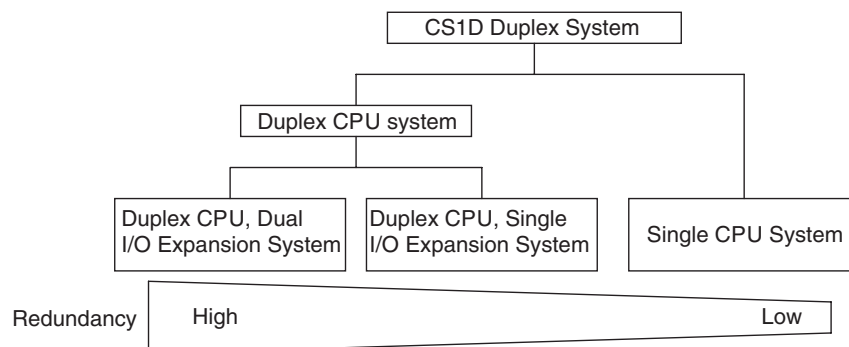 CS1D Duplex System
Duplex CPU system
Duplex CPU, Dual
I/O Expansion System
Duplex CPU, Single
I/O Expansion System
Single CPU System
Redundancy
High
Low